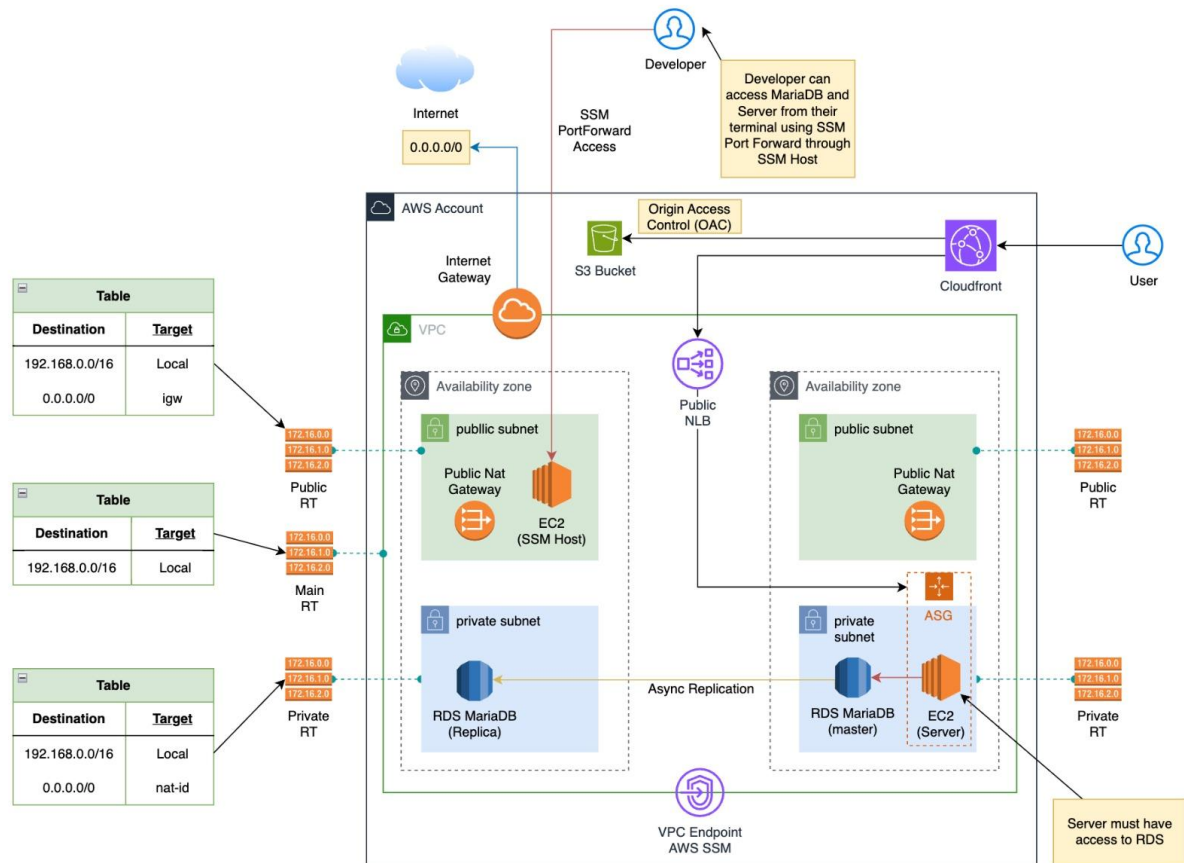 Developer
Developer can
access MariaDB and
Server from their
terminal using SSM
Port Forward through
SSM Host
Internet
0.0.0.0/0
SSM
PortForward
Access
AWS Account
Origin Access
Control (OAC)
S3 Bucket
Cloudfront
User
Internet
Gateway
VPC
Table
Destination Target
192.168.0.0/16 Local
0.0.0.0/0 igw
Public
NLB
Availability zone
Availability zone
publlic subnet
public subnet
172.16.0.0
172.16.1.0
172.16.2.0
Public
RT
Public Nat
Gateway
EC2
(SSM Host)
Public Nat
Gateway
172.16.0.0
172.16.1.0
172.16.2.0
Public
RT
Table
Destination Target
192.168.0.0/16 Local
172.16.0.0
172.16.1.0
172.16.2.0
Main
RT
ASG
private subnet
private
subnet
Table
Destination Target
192.168.0.0/16 Local
0.0.0.0/0 nat-id
172.16.0.0
172.16.1.0
172.16.2.0
Private
RT
RDS MariaDB
(Replica)
Async Replication
RDS MariaDB
(master)
EC2
(Server)
172.16.0.0
172.16.1.0
172.16.2.0
Private
RT
VPC Endpoint
AWS SSM
Server must have
access to RDS